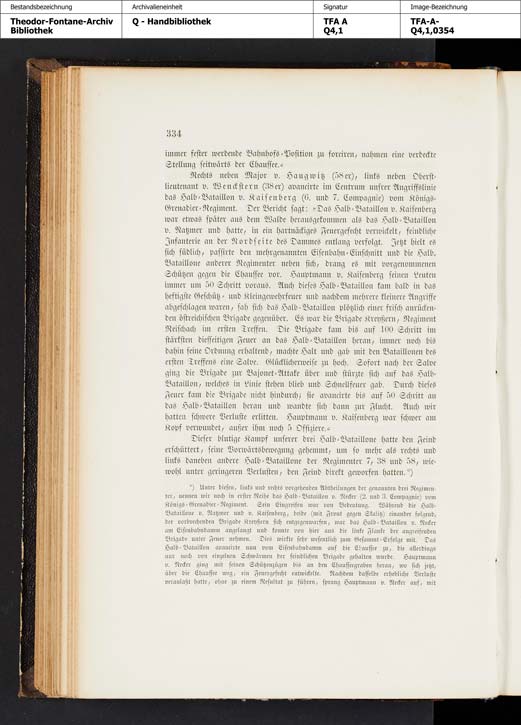 Bestandsbezeichnung Archivalieneinheit Signatur Image-Bezeichnung
Theodor-Fontane-Archiv Q - Handbibliothek TFA A TFA-A-
Bibliothek Q4,1 Q4,1,0354
334
immer fester werdende Bahnhofs-Position zu forciren, nahmen eine verdeckte
Stellung seitwärts der Chaussee.«
Rechts neben Major v. Haugwitz (58er), links neben Oberst-
lieutenant v. Wenckstern (38er) avancirte im Centrum unsrer Angriffslinie
das Halb-Bataillon v. Kaisenberg (6. und 7. Compagnie) vom Königs-
Grenadier-Regiment. Der Bericht sagt: »Das Halb-Bataillon v. Kaisenberg
war etwas später aus dem Walde herausgekommen als das Halb-Bataillon
v. Natzmer und hatte, in ein hartnäckiges Feuergefecht verwickelt, feindliche
Infanterie an der Nordseite des Dammes entlang verfolgt. Jetzt hielt es
sich südlich, passirte den mehrgenannten Eisenbahn-Einschnitt und die Halb-
Bataillone anderer Regimenter neben sich, drang es mit vorgenommenen
Schützen gegen die Chaussee vor. Hauptmann v. Kaisenberg seinen Leuten
immer um 50 Schritt voraus. Auch dieses Halb-Bataillon kam bald in das
heftigste Geschütz- und Kleingewehrfeuer und nachdem mehrere kleinere Angriffe
abgeschlagen waren, sah sich das Halb-Bataillon plötzlich einer frisch anrücken-
den östreichischen Brigade gegenüber. Es war die Brigade Kreyßern, Regiment
Reischach im ersten Treffen. Die Brigade kam bis auf 100 Schritt im
stärksten diesseitigen Feuer an das Halb-Bataillon heran, immer noch bis
dahin seine Ordnung erhaltend, machte Halt und gab mit den Bataillonen des
ersten Treffens eine Salve. Glücklicherweise zu hoch. Sofort nach der Salve
ging die Brigade zur Bajonet-Attake über und stürzte sich auf das Halb-
Bataillon, welches in Linie stehen blieb und Schnellfeuer gab. Durch dieses
Feuer kam die Brigade nicht hindurch; sie avancirte bis auf 50 Schritt an
das Halb-Bataillon heran und wandte sich dann zur Flucht. Auch wir
hatten schwere Verluste erlitten. Hauptmann v. Kaisenberg war schwer am
Kopf verwundet, außer ihm noch 5 Offiziere.«
Dieser blutige Kampf unserer drei Halb-Bataillone hatte den Feind
erschüttert, seine Vorwärtsbewegung gehemmt, um so mehr als rechts und
links daneben andere Halb-Bataillone der Regimenter 7, 38 und 58, wie-
wohl unter geringeren Verlusten, den Feind direkt geworfen hatten.*)
*) Unter diesen, links und rechts vorgehenden Abtheilungen der genannten drei Regimen-
ter, nennen wir noch in erster Reihe das Halb-Bataillon v. Necker (2. und 3. Compagnie) vom
Königs-Grenadier-Regiment. Sein Eingreifen war von Bedeutung. Während die Halb-
Bataillone v. Natzmer und v. Kaisenberg, beide (mit Front gegen Skalitz) einander folgend,
der vorbrechenden Brigade Kreyßern sich entgegenwarfen, war das Halb-Bataillon v. Necker
am Eisenbahndamm angelangt und konnte von hier aus die linke Flanke der angreifenden
Brigade unter Feuer nehmen. Dies wirkte sehr wesentlich zum Gesammt-Erfolge mit. Das
Halb-Bataillon avancirte nun vom Eisenbahndamm auf die Chaussee zu, die allerdings
nur noch von einzelnen Schwärmen der feindlichen Brigade gehalten wurde. Hauptmann
v. Necker ging mit seinen Schützenzügen bis an den Chausseegraben heran, wo sich jetzt,
über die Chaussee weg, ein Feuergefecht entwickelte. Nachdem dasselbe erhebliche Verluste
veranlaßt hatte, ohne zu einem Resultat zu führen, sprang Hauptmann v. Necker auf, mit